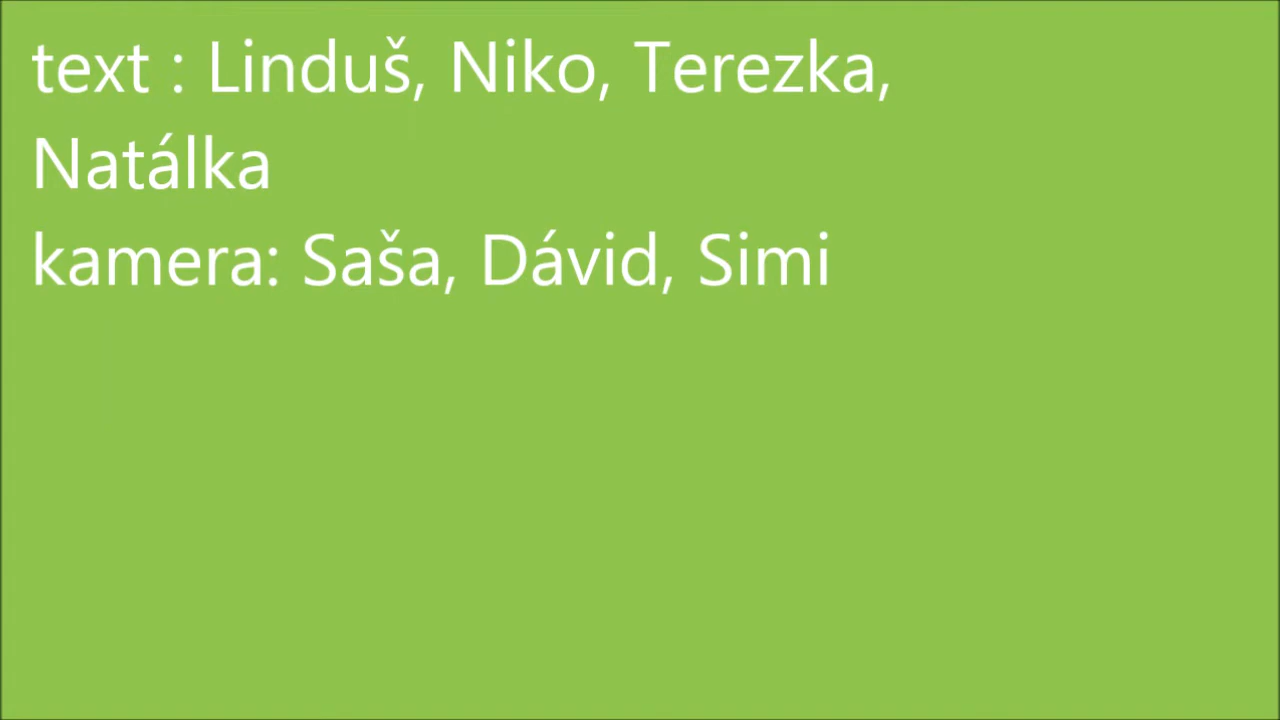 text : Linduš, Niko, Terezka,
Natálka
kamera: Saša, Dávid, Simi